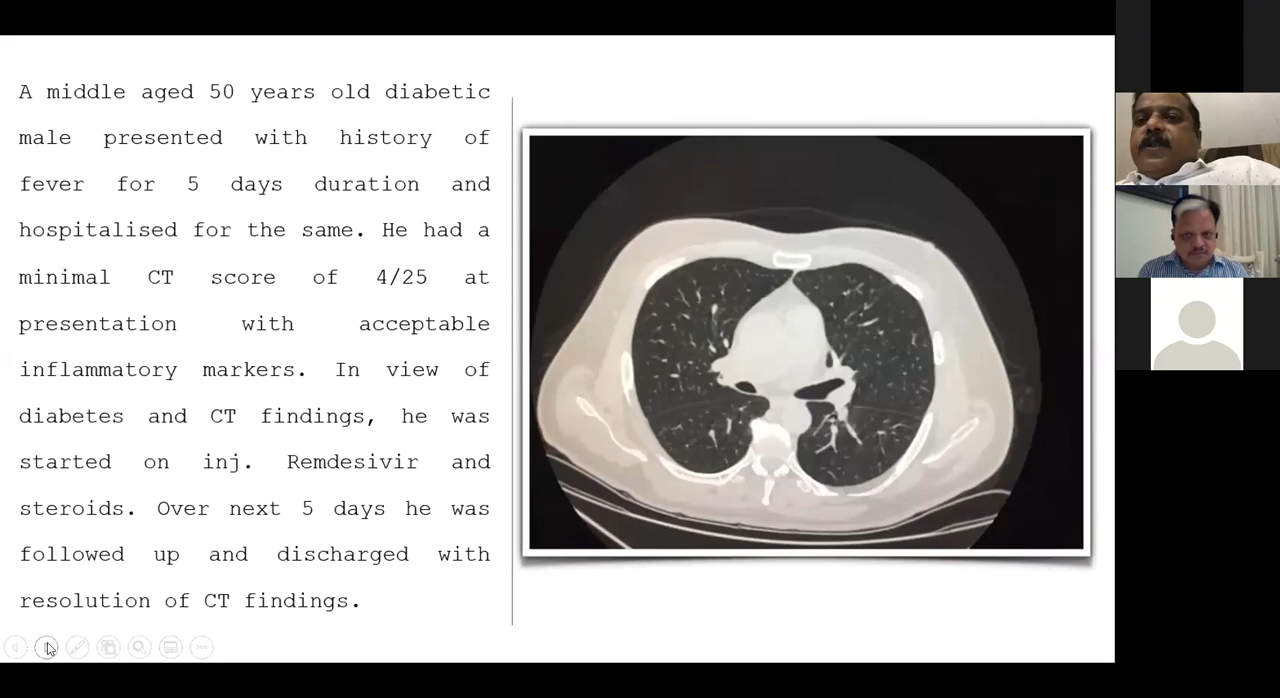 A middle aged 50 years old diabetic
male presented with history of
fever for 5 days duration and
hospitalised for the same. He had a
minimal CT score of 4/25 at
presentation with acceptable
inflammatory markers. In view of
diabetes and CT findings, he was
started on inj. Remdesivir and
steroids. Over next 5 days he was
followed up and discharged with
resolution of CT findings.